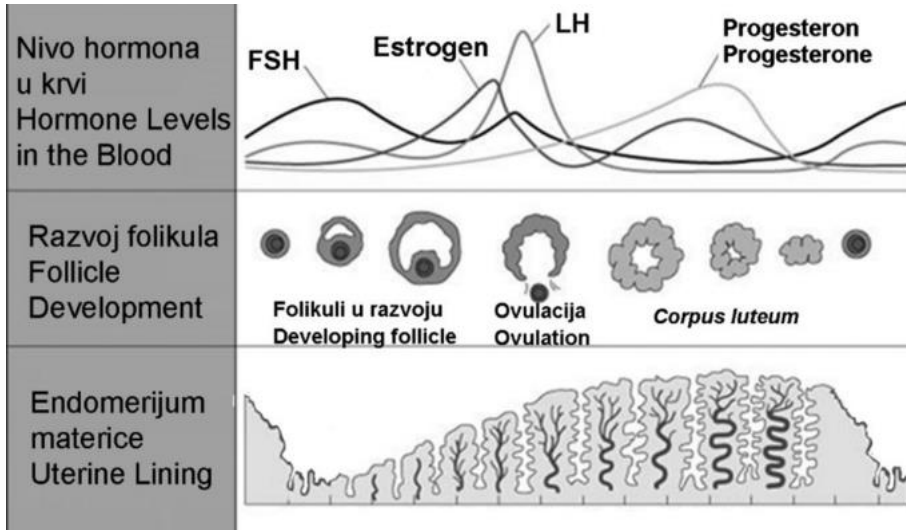 Nivo hormona
u krvi
Hormone Levels
in the Blood
FSH
Estrogen
LH
Progesteron
Progesterone
Razvoj folikula
Follicle
Development
Folikuli u razvoju
Developing follicle
Ovulacija
Ovulation
Corpus luteum
Endomerijum
materice
Uterine Lining